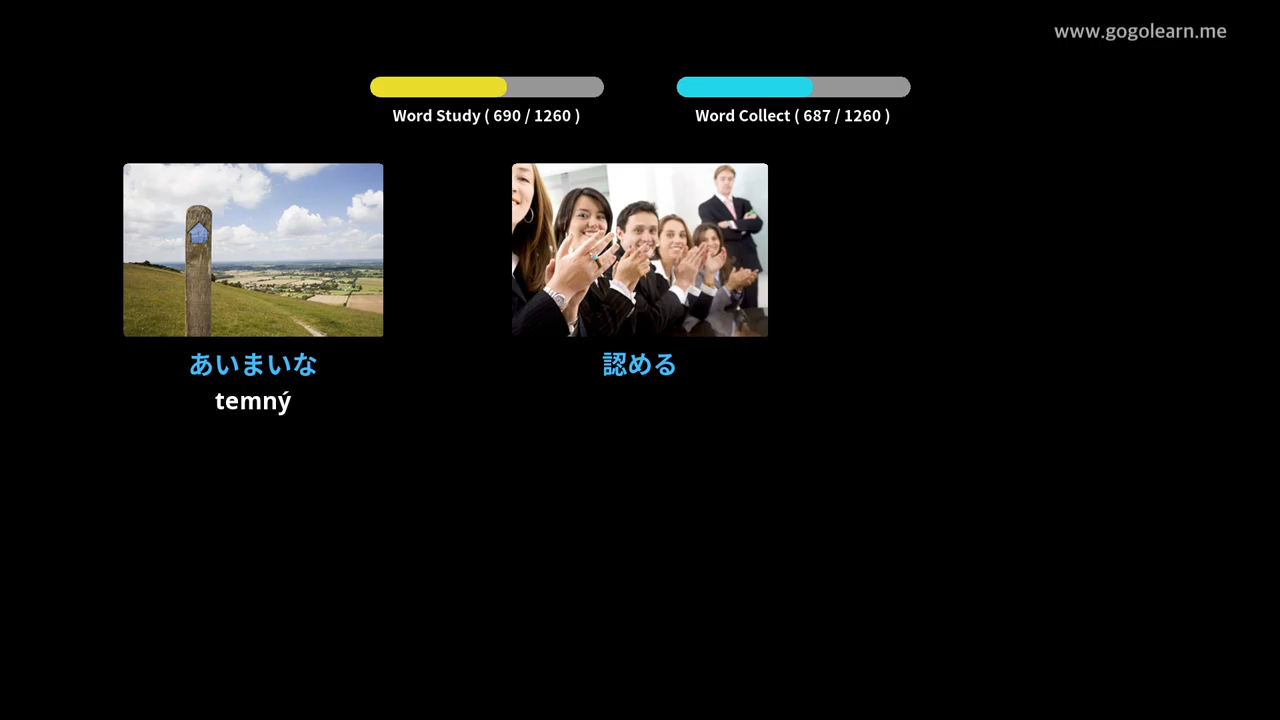 www.gogolearn.me
Word Study ( 690 / 1260 )
Word Collect ( 687 / 1260 )
あいまいな
認める
temný